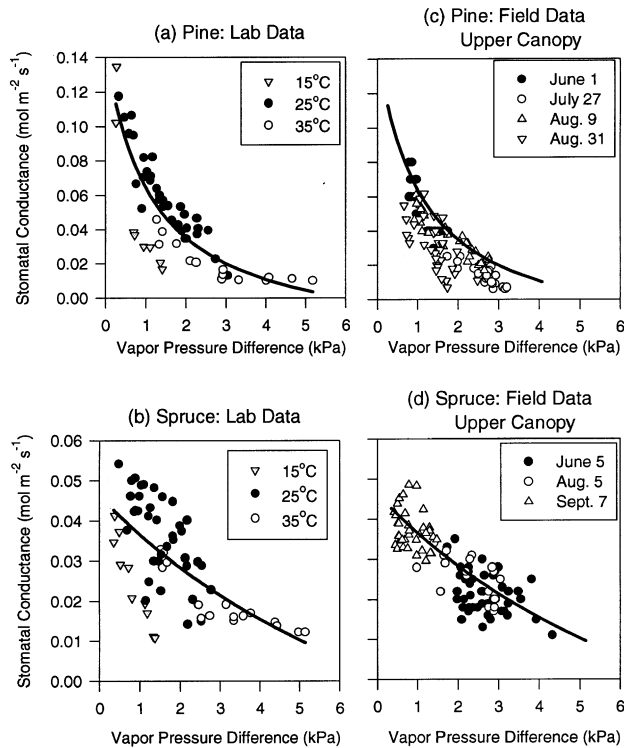 (a) Pine: Lab Data
(c) Pine: Field Data
Upper Canopy
0.14
0.12
0.10
0.08
0.06
0.04
0.02
0.00
Stomatal Conductance (mol m⁻² s⁻¹)
15°C
25°C
35°C
June 1
July 27
Aug. 9
Aug. 31
0 1 2 3 4 5 6
0 1 2 3 4 5 6
Vapor Pressure Difference (kPa)
Vapor Pressure Difference (kPa)
(b) Spruce: Lab Data
(d) Spruce: Field Data
Upper Canopy
0.06
0.05
0.04
0.03
0.02
0.01
0.00
Stomatal Conductance (mol m⁻² s⁻¹)
15°C
25°C
35°C
June 5
Aug. 5
Sept. 7
0 1 2 3 4 5 6
0 1 2 3 4 5 6
Vapor Pressure Difference (kPa)
Vapor Pressure Difference (kPa)